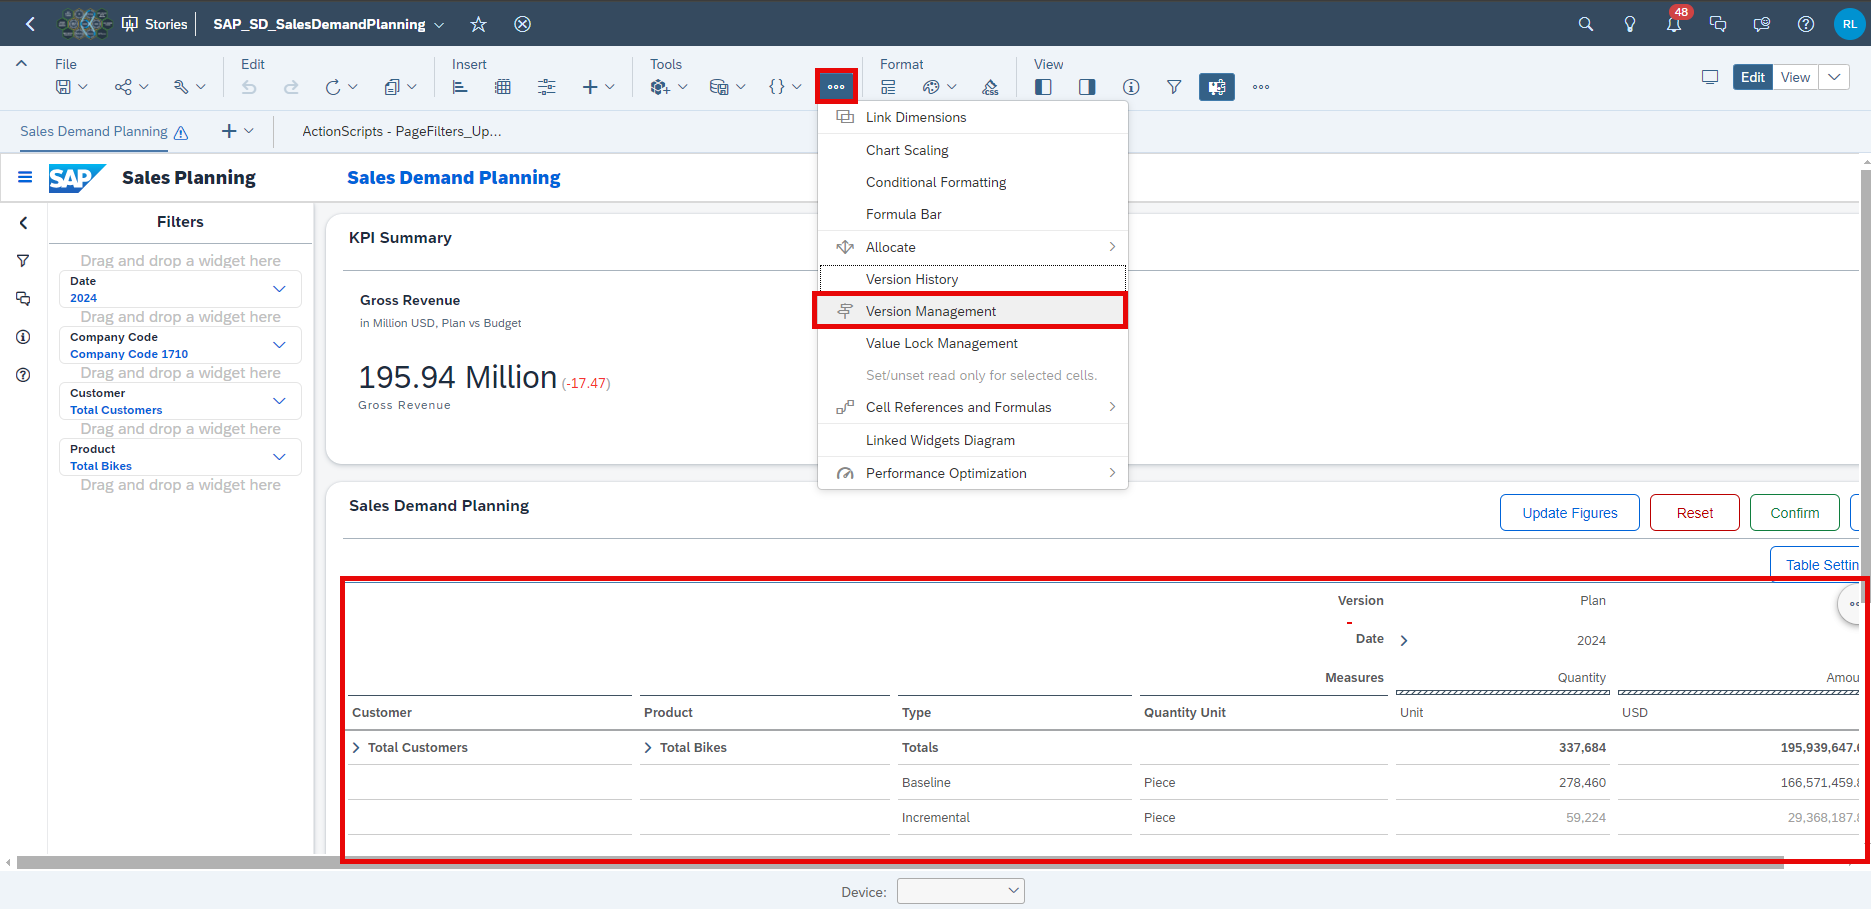 Stories
SAP_SD_SalesDemandPlanning
48
RL
File
Edit
Insert
Tools
Format
View
CSS
Edit
View
Sales Demand Planning
ActionScripts - PageFilters_Up...
SAP
Sales Planning
Sales Demand Planning
Link Dimensions
Chart Scaling
Conditional Formatting
Formula Bar
Allocate
Version History
Version Management
Value Lock Management
Set/unset read only for selected cells.
Cell References and Formulas
Linked Widgets Diagram
Performance Optimization
Filters
Drag and drop a widget here
Date
2024
Drag and drop a widget here
Company Code
Company Code 1710
Drag and drop a widget here
Customer
Total Customers
Drag and drop a widget here
Product
Total Bikes
Drag and drop a widget here
KPI Summary
Gross Revenue
in Million USD, Plan vs Budget
195.94 Million (-17.47)
Gross Revenue
Sales Demand Planning
Update Figures
Reset
Confirm
Table Settin
Version
Plan
-
Date
2024
Measures
Quantity
Amou
Customer
Product
Type
Quantity Unit
Unit
USD
Total Customers
Total Bikes
Totals
337,684
195,939,647.
Baseline
Piece
278,460
166,571,459.
Incremental
Piece
59,224
29,368,187.
Device: